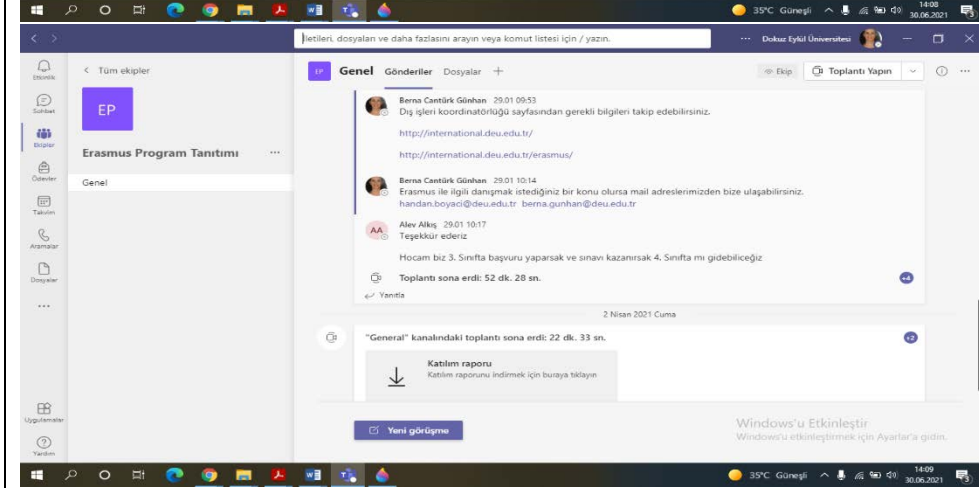 35°C Güneşli
14:08
30.06.2021
İletileri, dosyaları ve daha fazlasını arayın veya komut listesi için / yazın.
Dokuz Eylül Üniversitesi
Etkinlik
Sohbet
Ekipler
Ödevler
Takvim
Aramalar
Dosyalar
Uygulamalar
Yardım
Tüm ekipler
EP
Erasmus Program Tanıtımı
Genel
EP Genel Gönderiler Dosyalar +
Ekip
Toplantı Yapın
Berna Cantürk Günhan 29.01 09:53
Dış işleri koordinatörlüğü sayfasından gerekli bilgileri takip edebilirsiniz.
http://international.deu.edu.tr/
http://international.deu.edu.tr/erasmus/
Berna Cantürk Günhan 29.01 10:14
Erasmus ile ilgili danışmak istediğiniz bir konu olursa mail adreslerimizden bize ulaşabilirsiniz.
handan.boyaci@deu.edu.tr berna.gunhan@deu.edu.tr
AA Alev Alkış 29.01 10:17
Teşekkür ederiz
Hocam biz 3. Sınıfta başvuru yaparsak ve sınavı kazanırsak 4. Sınıfta mı gidebiliceğiz
Toplantı sona erdi: 52 dk. 28 sn.
+4
Yanıtla
2 Nisan 2021 Cuma
"General" kanalındaki toplantı sona erdi: 22 dk. 33 sn.
+2
Katılım raporu
Katılım raporunu indirmek için buraya tıklayın
Yeni görüşme
Windows'u Etkinleştir
Windows'u etkinleştirmek için Ayarlar'a gidin.
35°C Güneşli
14:09
30.06.2021